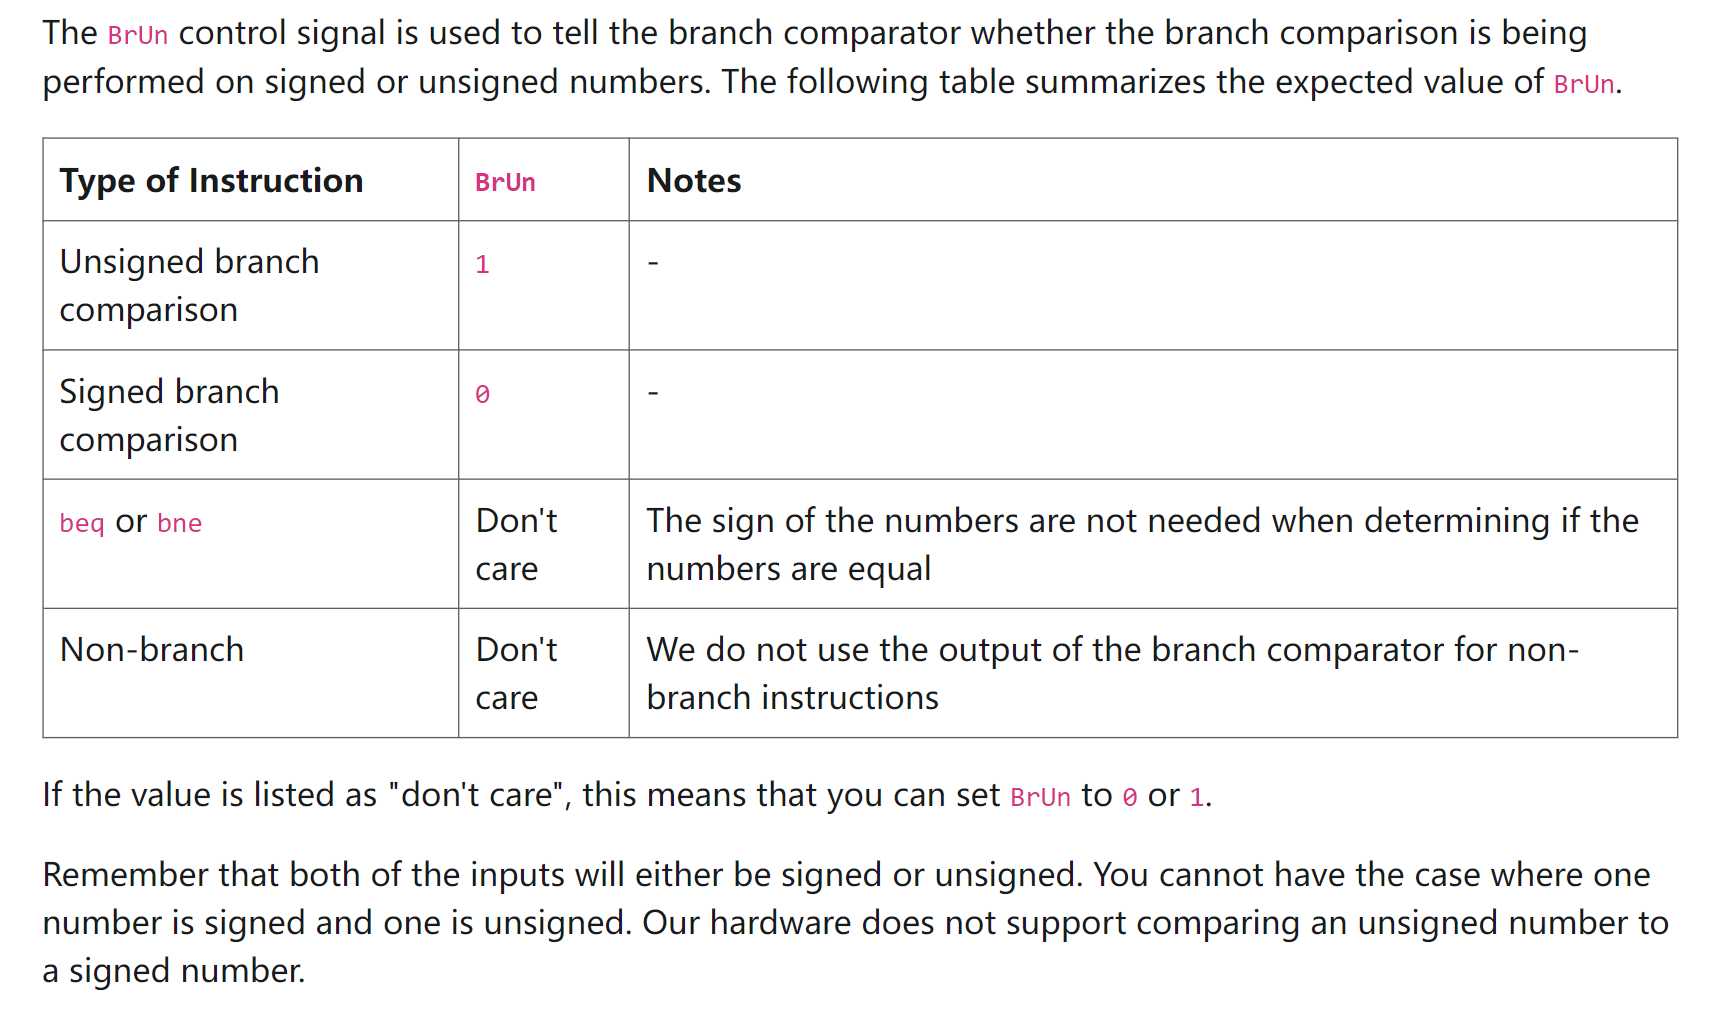 The BrUn control signal is used to tell the branch comparator whether the branch comparison is being
performed on signed or unsigned numbers. The following table summarizes the expected value of BrUn.
Type of Instruction BrUn Notes
Unsigned branch 1 -
comparison
Signed branch 0 -
comparison
beq or bne Don't The sign of the numbers are not needed when determining if the
care numbers are equal
Non-branch Don't We do not use the output of the branch comparator for non-
care branch instructions
If the value is listed as "don't care", this means that you can set BrUn to 0 or 1.
Remember that both of the inputs will either be signed or unsigned. You cannot have the case where one
number is signed and one is unsigned. Our hardware does not support comparing an unsigned number to
a signed number.